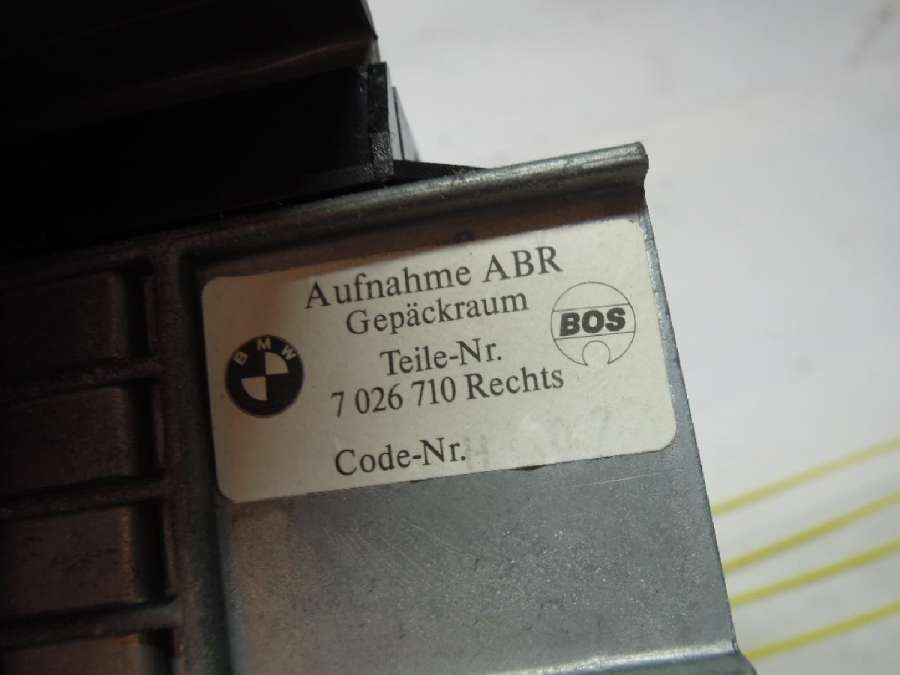 Aufnahme ABR
Gepäckraum
BOS
BMW
Teile-Nr.
7 026 710 Rechts
Code-Nr.